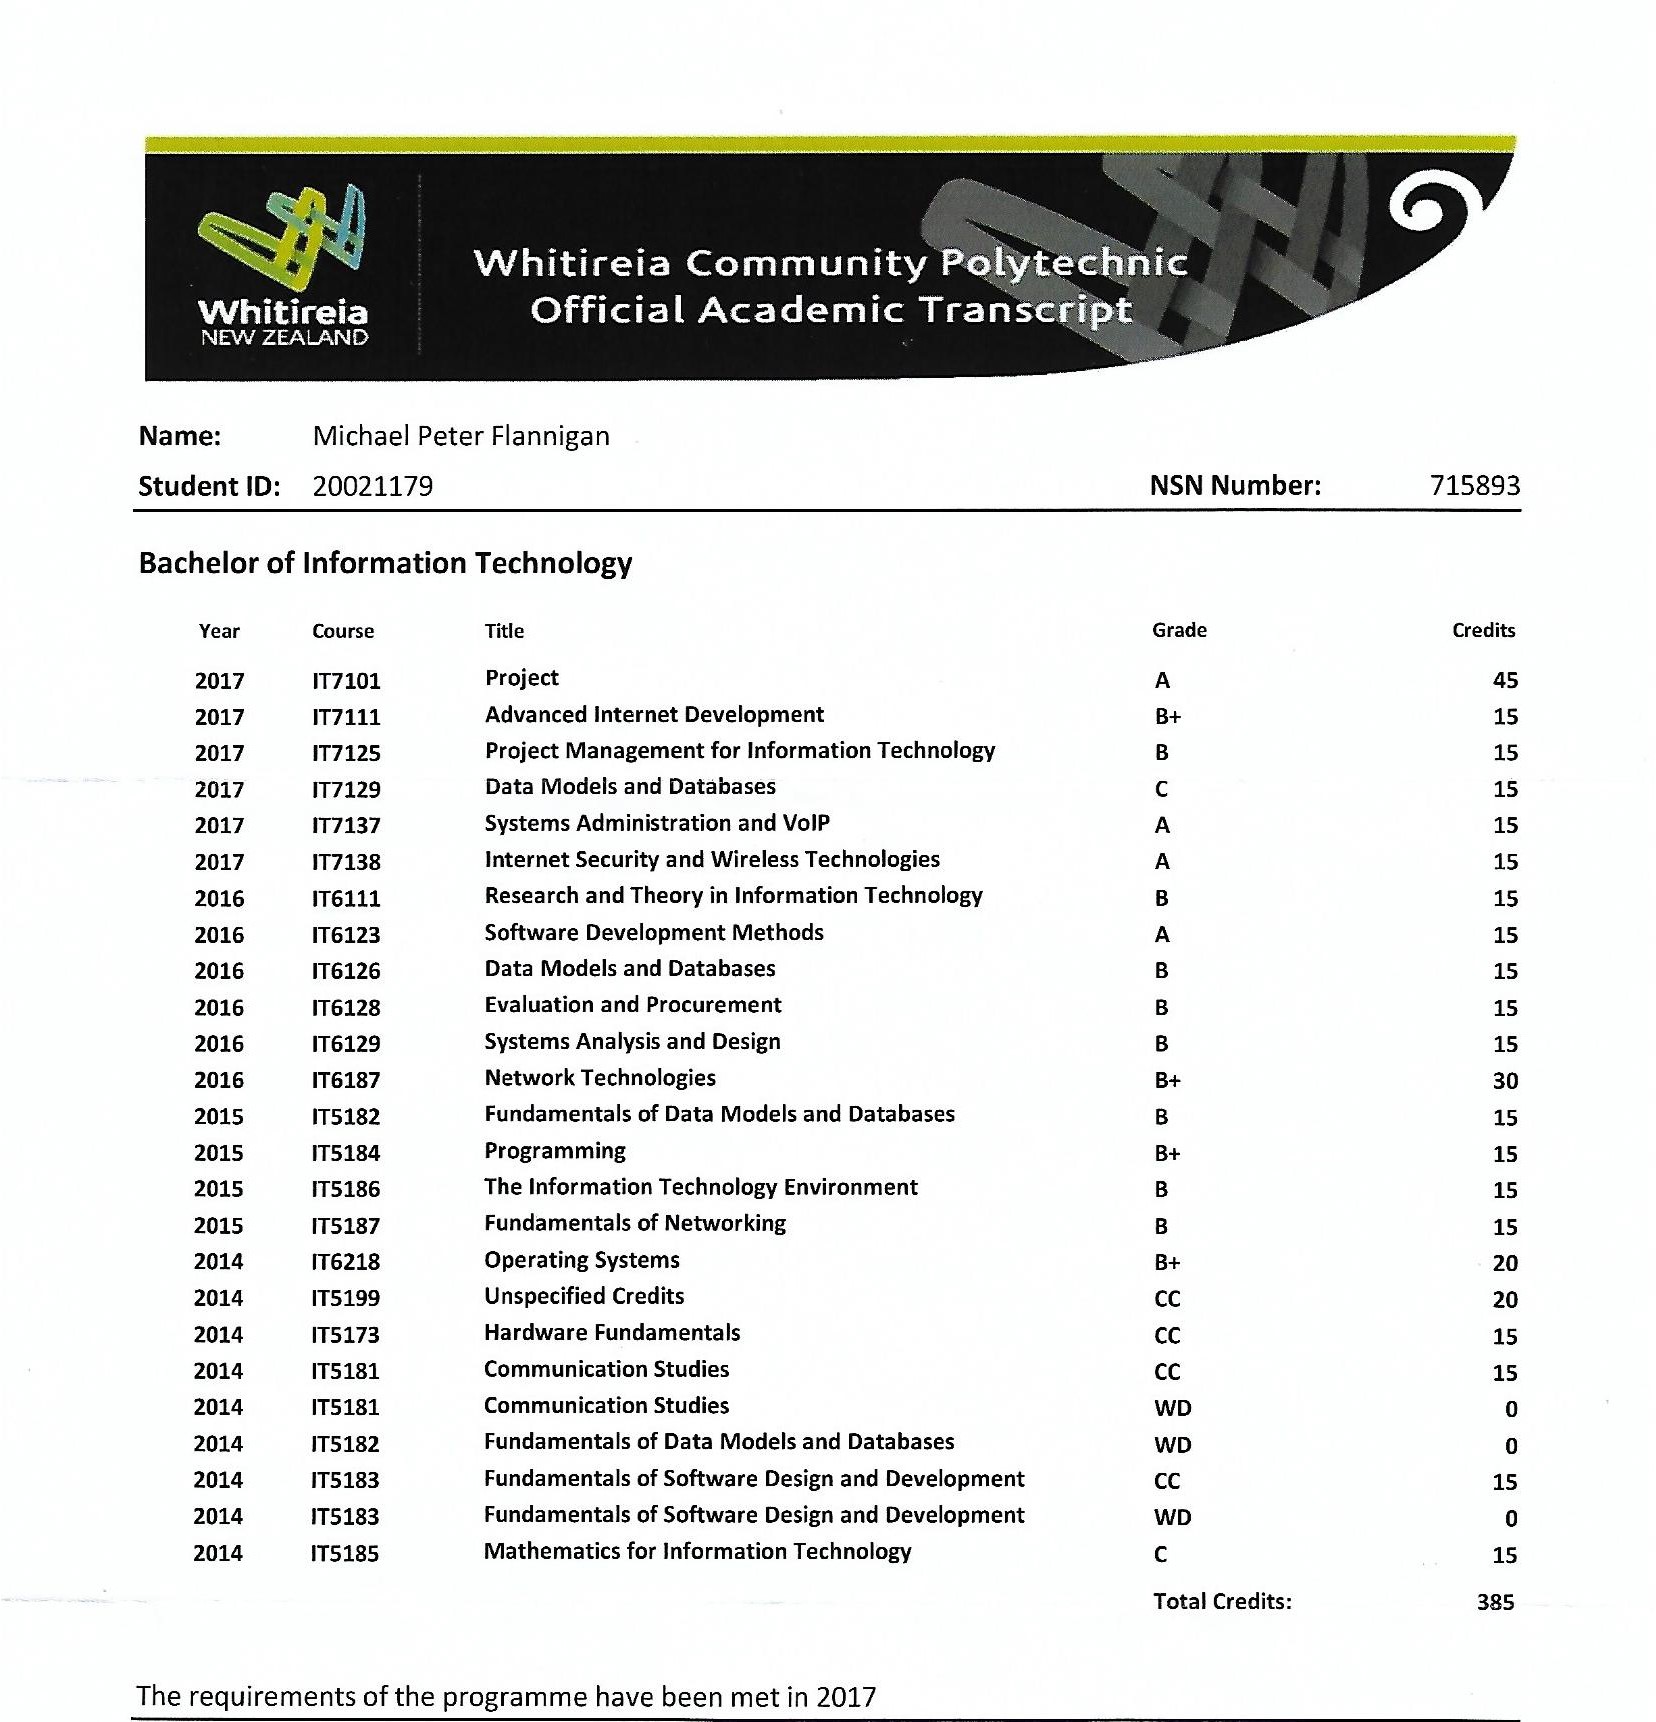 Whitireia
NEW ZEALAND
Whitireia Community Polytechnic
Official Academic Transcript
Name: Michael Peter Flannigan
Student ID: 20021179 NSN Number: 715893
Bachelor of Information Technology
Year Course Title Grade Credits
2017 IT7101 Project A 45
2017 IT7111 Advanced Internet Development B+ 15
2017 IT7125 Project Management for Information Technology B 15
2017 IT7129 Data Models and Databases C 15
2017 IT7137 Systems Administration and VoIP A 15
2017 IT7138 Internet Security and Wireless Technologies A 15
2016 IT6111 Research and Theory in Information Technology B 15
2016 IT6123 Software Development Methods A 15
2016 IT6126 Data Models and Databases B 15
2016 IT6128 Evaluation and Procurement B 15
2016 IT6129 Systems Analysis and Design B 15
2016 IT6187 Network Technologies B+ 30
2015 IT5182 Fundamentals of Data Models and Databases B 15
2015 IT5184 Programming B+ 15
2015 IT5186 The Information Technology Environment B 15
2015 IT5187 Fundamentals of Networking B 15
2014 IT6218 Operating Systems B+ 20
2014 IT5199 Unspecified Credits CC 20
2014 IT5173 Hardware Fundamentals CC 15
2014 IT5181 Communication Studies CC 15
2014 IT5181 Communication Studies WD 0
2014 IT5182 Fundamentals of Data Models and Databases WD 0
2014 IT5183 Fundamentals of Software Design and Development CC 15
2014 IT5183 Fundamentals of Software Design and Development WD 0
2014 IT5185 Mathematics for Information Technology C 15
Total Credits: 385
The requirements of the programme have been met in 2017